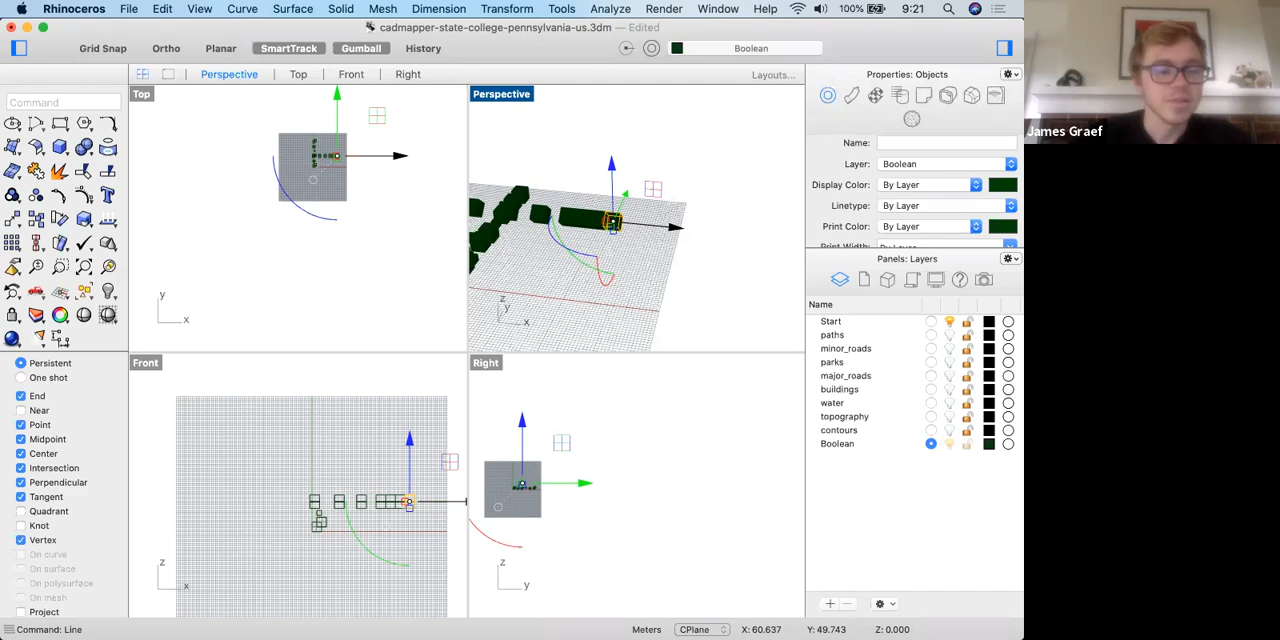 Rhinoceros File Edit View Curve Surface Solid Mesh Dimension Transform Tools Analyze Render Window Help 100% 9:21
cadmapper-state-college-pennsylvania-us.3dm — Edited
Grid Snap Ortho Planar SmartTrack Gumball History Boolean
Perspective Top Front Right Layouts...
Properties: Objects
Command
Top
Perspective
y
x
z
y
x
Front
Right
z
x
z
y
Name:
Layer: Boolean
Display Color: By Layer
Linetype: By Layer
Print Color: By Layer
Print Width: By Layer
Panels: Layers
Name
Start
paths
minor_roads
parks
major_roads
buildings
water
topography
contours
Boolean
Persistent
One shot
End
Near
Point
Midpoint
Center
Intersection
Perpendicular
Tangent
Quadrant
Knot
Vertex
On curve
On surface
On polysurface
On mesh
Project
Command: Line
Meters CPlane X: 60.637 Y: 49.743 Z: 0.000
James Graef